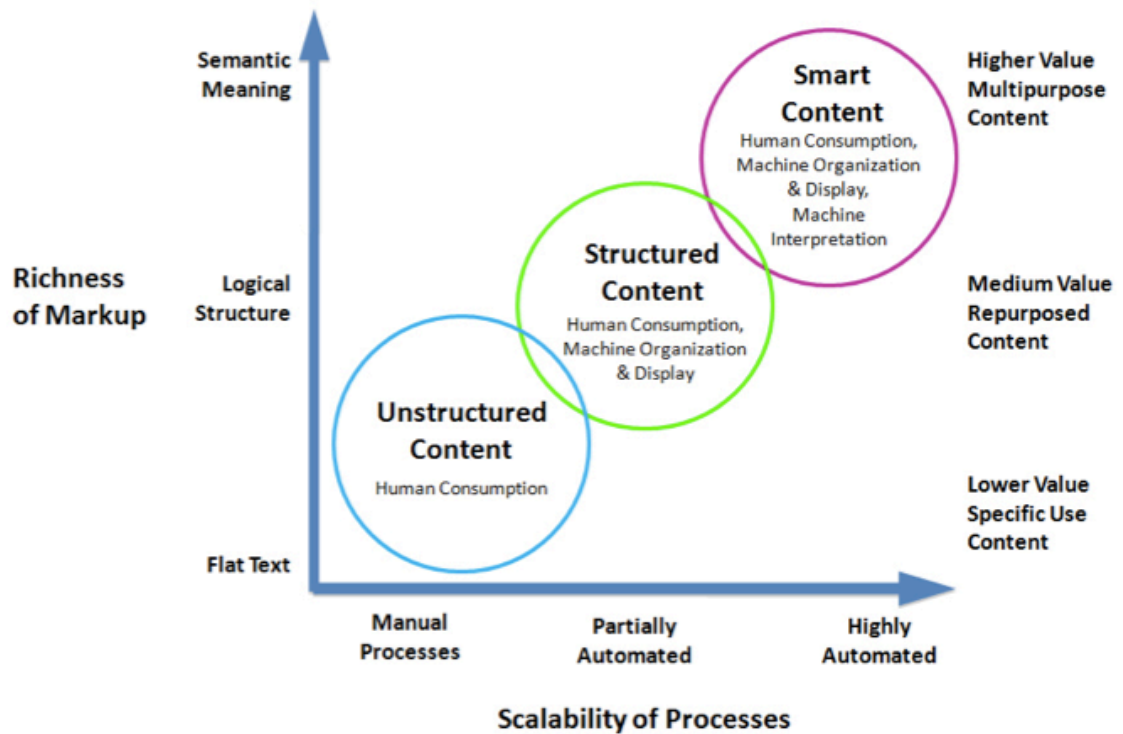 Semantic
Meaning
Smart
Content
Human Consumption,
Machine Organization
& Display,
Machine
Interpretation
Higher Value
Multipurpose
Content
Richness
of Markup
Logical
Structure
Structured
Content
Human Consumption,
Machine Organization
& Display
Medium Value
Repurposed
Content
Unstructured
Content
Human Consumption
Lower Value
Specific Use
Content
Flat Text
Manual
Processes
Partially
Automated
Highly
Automated
Scalability of Processes